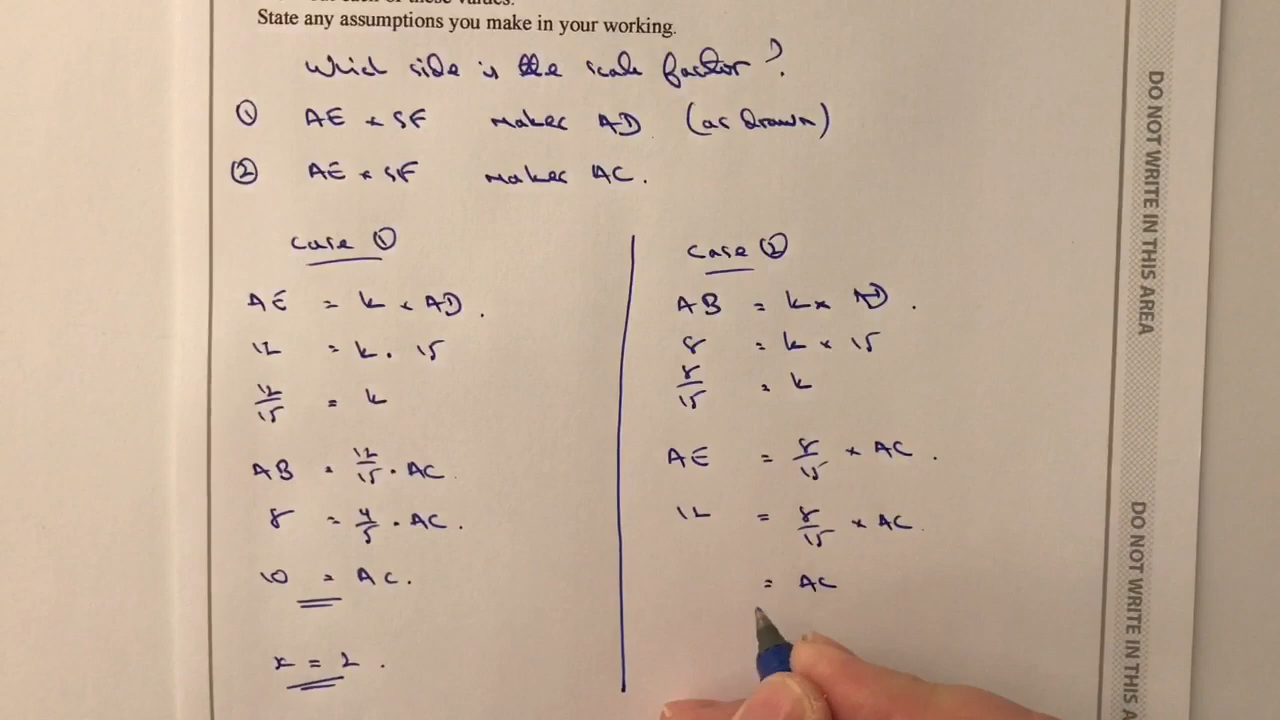 State any assumptions you make in your working.
Which side is the scale factor?
① AE × SF makes AD (as drawn)
② AE × SF makes AC.
Case ①
AE = k × AD.
12 = k . 15
12/15 = k
AB = 12/15 . AC.
8 = 4/5 . AC.
10 = AC.
x = 2.
Case ②
AB = k × AD.
8 = k × 15
8/15 = k
AE = 8/15 × AC.
12 = 8/15 × AC.
= AC
DO NOT WRITE IN THIS AREA
DO NOT WRITE IN THIS A